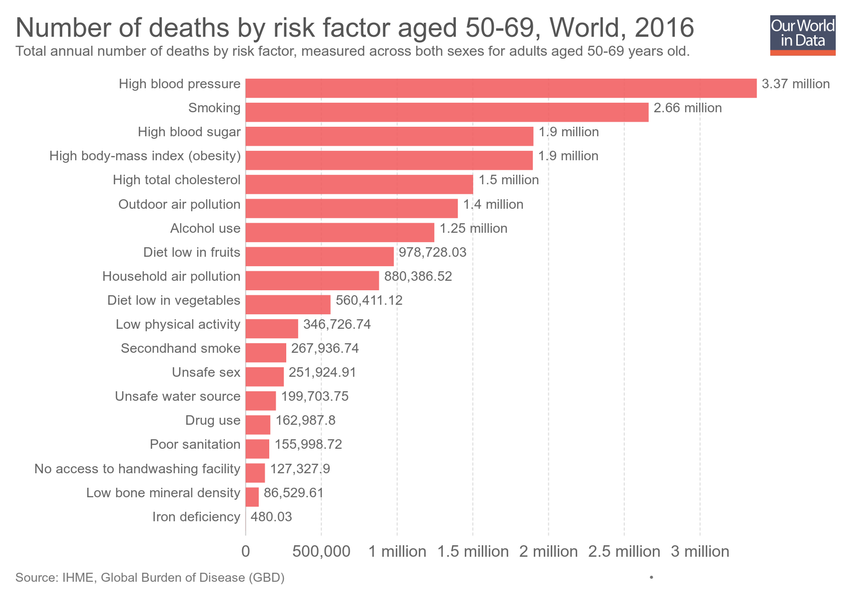 Number of deaths by risk factor aged 50-69, World, 2016
Total annual number of deaths by risk factor, measured across both sexes for adults aged 50-69 years old.
Our World
in Data
High blood pressure 3.37 million
Smoking 2.66 million
High blood sugar 1.9 million
High body-mass index (obesity) 1.9 million
High total cholesterol 1.5 million
Outdoor air pollution 1.4 million
Alcohol use 1.25 million
Diet low in fruits 978,728.03
Household air pollution 880,386.52
Diet low in vegetables 560,411.12
Low physical activity 346,726.74
Secondhand smoke 267,936.74
Unsafe sex 251,924.91
Unsafe water source 199,703.75
Drug use 162,987.8
Poor sanitation 155,998.72
No access to handwashing facility 127,327.9
Low bone mineral density 86,529.61
Iron deficiency 480.03
0 500,000 1 million 1.5 million 2 million 2.5 million 3 million
Source: IHME, Global Burden of Disease (GBD) •